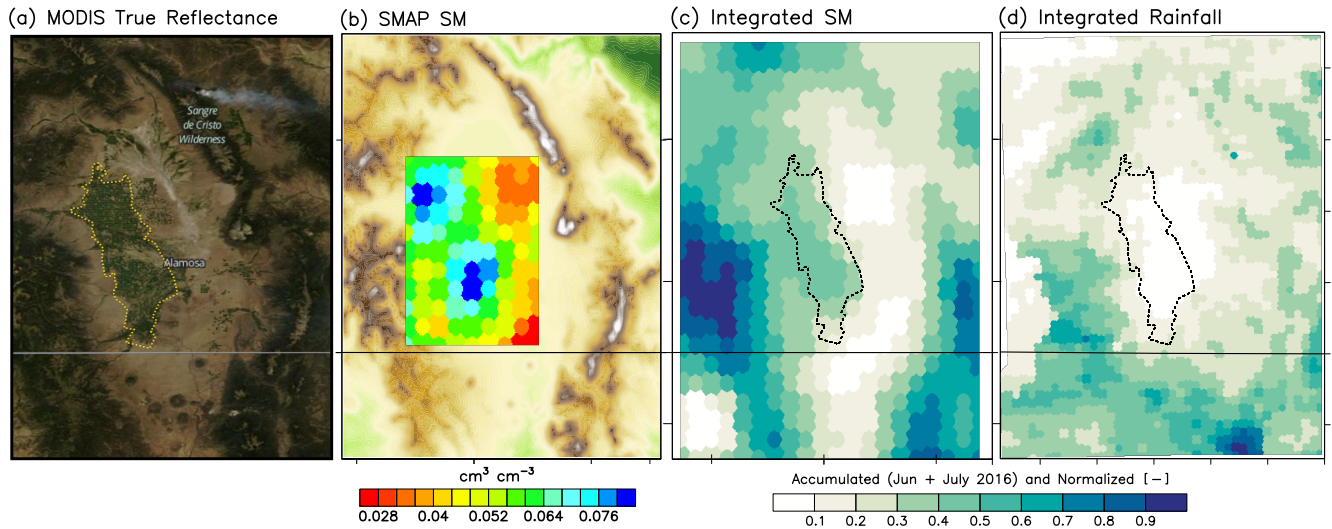 (a) MODIS True Reflectance
(b) SMAP SM
(c) Integrated SM
(d) Integrated Rainfall
Sangre
de Cristo
Wilderness
Alamosa
cm³ cm⁻³
0.028 0.04 0.052 0.064 0.076
Accumulated (Jun + July 2016) and Normalized [−]
0.1 0.2 0.3 0.4 0.5 0.6 0.7 0.8 0.9